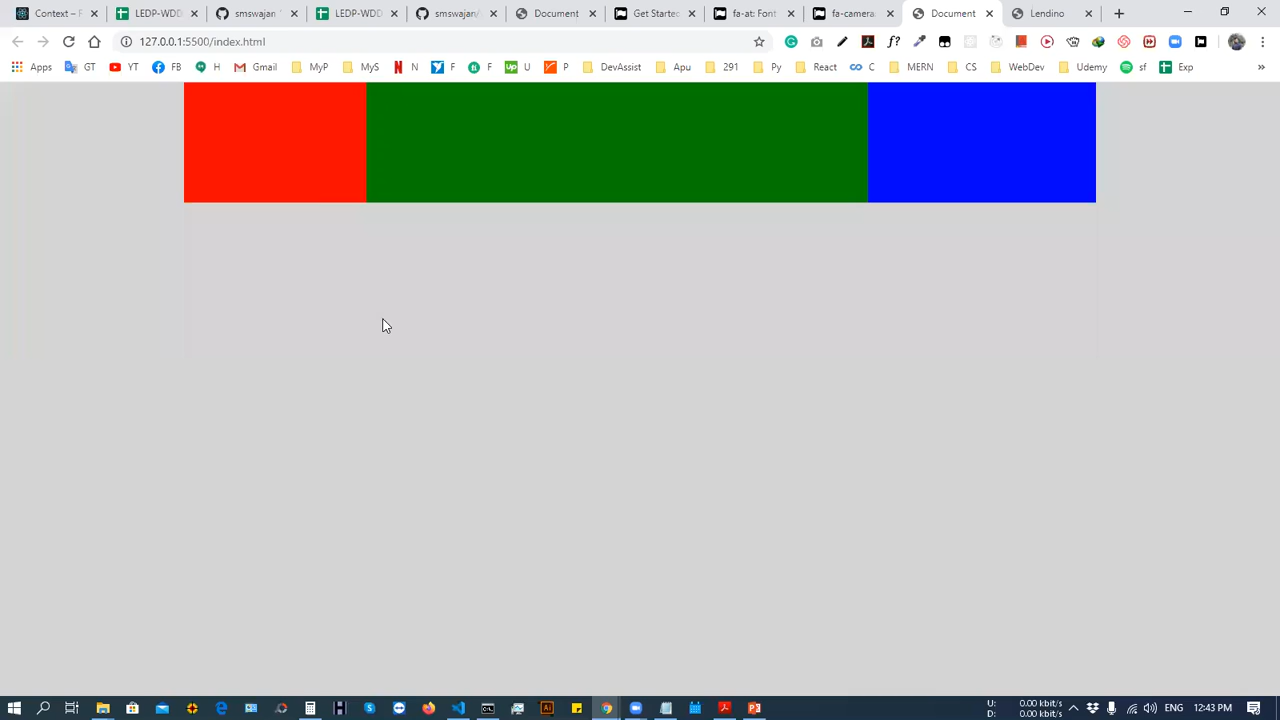 Context – F LEDP-WDD smswajan LEDP-WDD smswajan/ Document Get Started fa-at: Font fa-camera Document Lendino
127.0.0.1:5500/index.html f?
Apps GT YT FB H Gmail MyP MyS N F F U P DevAssist Apu 291 Py React C MERN CS WebDev Udemy sf Exp »
U: 0.00 kbit/s
D: 0.00 kbit/s
ENG 12:43 PM